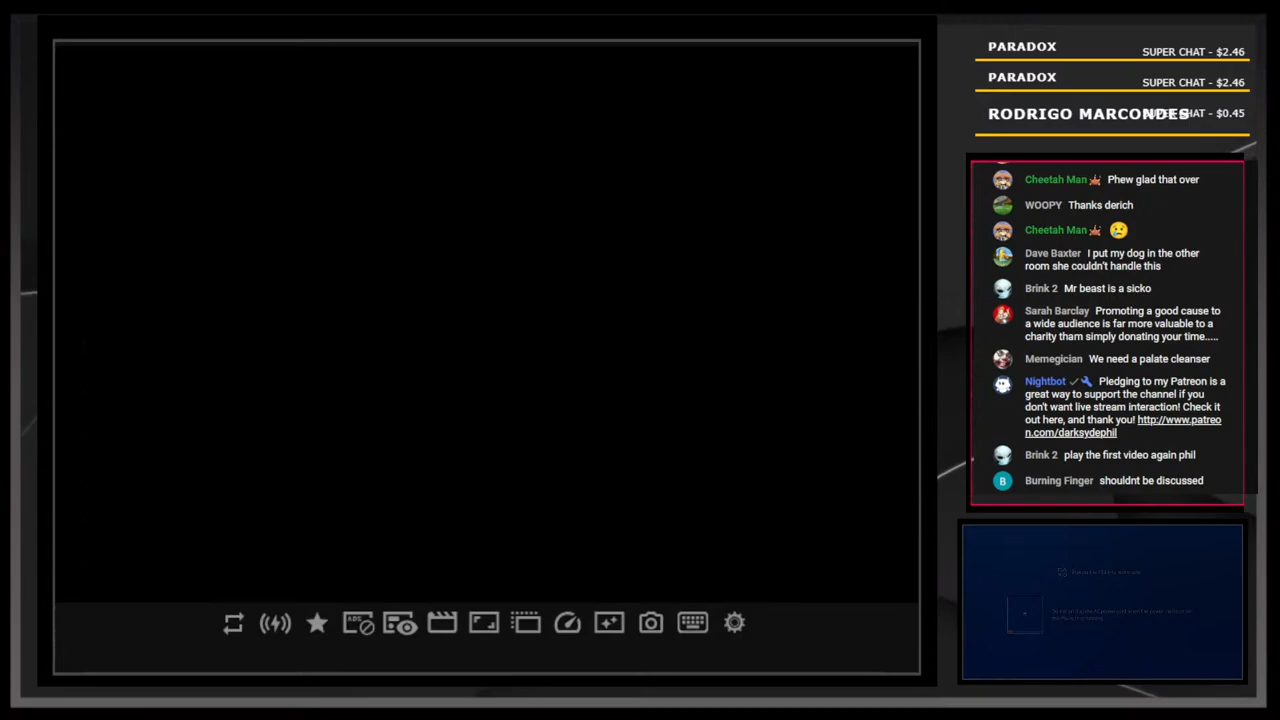 PARADOX
SUPER CHAT - $2.46
PARADOX
SUPER CHAT - $2.46
RODRIGO MARCONDES
SUPER CHAT - $0.45
Cheetah Man Phew glad that over
WOOPY Thanks derich
Cheetah Man 😢
Dave Baxter I put my dog in the other
room she couldn't handle this
Brink 2 Mr beast is a sicko
Sarah Barclay Promoting a good cause to
a wide audience is far more valuable to a
charity tham simply donating your time.....
Memegician We need a palate cleanser
Nightbot Pledging to my Patreon is a
great way to support the channel if you
don't want live stream interaction! Check it
out here, and thank you! http://www.patreo
n.com/darksydephil
Brink 2 play the first video again phil
B Burning Finger shouldnt be discussed
ADS